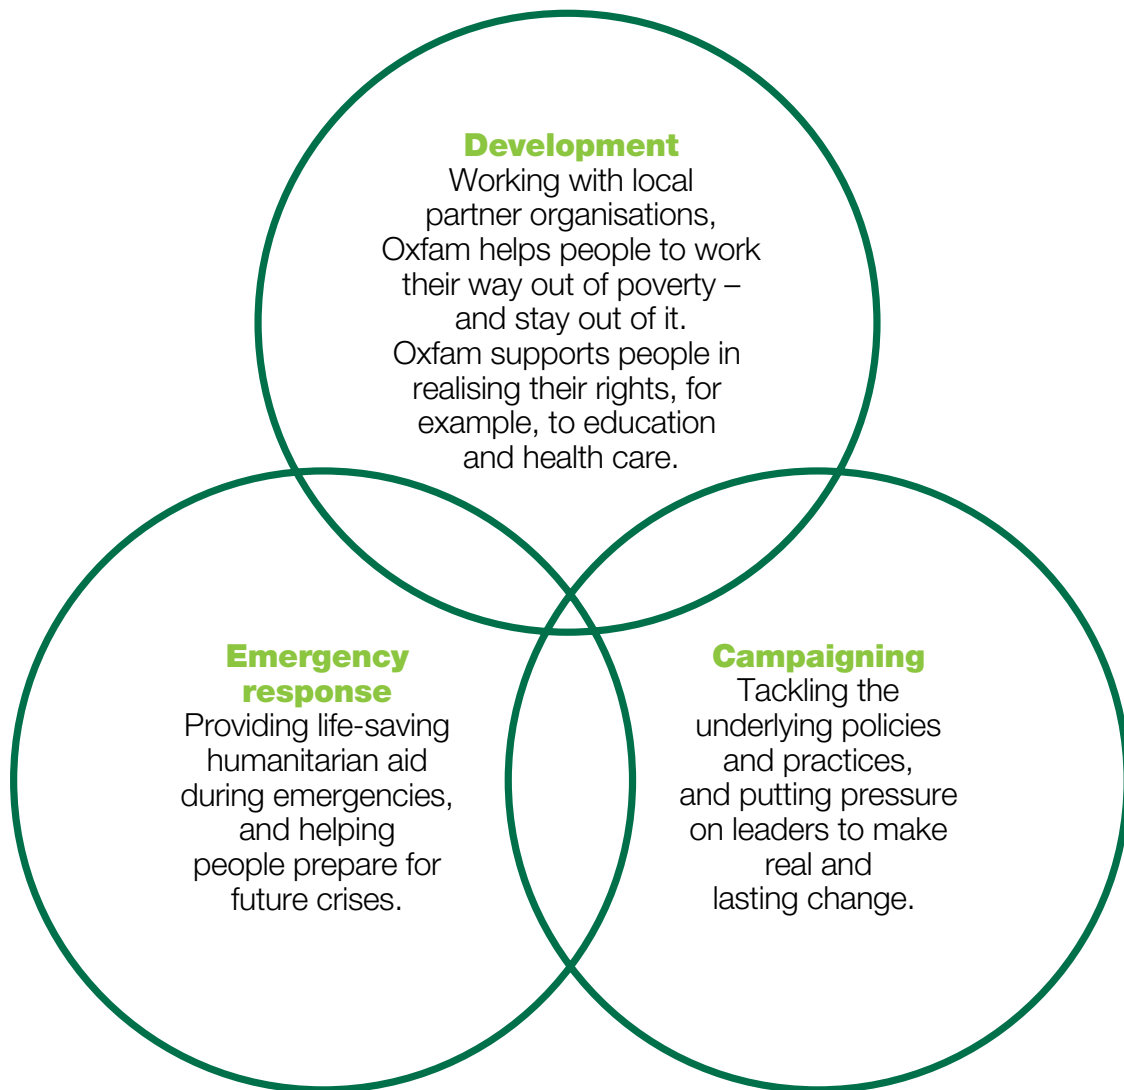 Development
Working with local
partner organisations,
Oxfam helps people to work
their way out of poverty –
and stay out of it.
Oxfam supports people in
realising their rights, for
example, to education
and health care.
Emergency
response
Providing life-saving
humanitarian aid
during emergencies,
and helping
people prepare for
future crises.
Campaigning
Tackling the
underlying policies
and practices,
and putting pressure
on leaders to make
real and
lasting change.